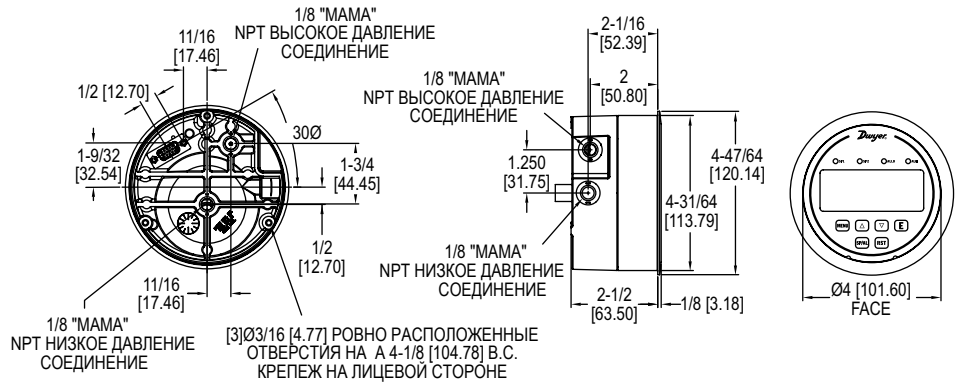 1/8 "МАМА"
NPT ВЫСОКОЕ ДАВЛЕНИЕ
СОЕДИНЕНИЕ
11/16
[17.46]
1/2 [12.70]
1-9/32
[32.54]
30Ø
1-3/4
[44.45]
1/2
[12.70]
11/16
[17.46]
1/8 "МАМА"
NPT НИЗКОЕ ДАВЛЕНИЕ
СОЕДИНЕНИЕ
[3]Ø3/16 [4.77] РОВНО РАСПОЛОЖЕННЫЕ
ОТВЕРСТИЯ НА А 4-1/8 [104.78] В.С.
КРЕПЕЖ НА ЛИЦЕВОЙ СТОРОНЕ
2-1/16
[52.39]
2
[50.80]
1/8 "МАМА"
NPT ВЫСОКОЕ ДАВЛЕНИЕ
СОЕДИНЕНИЕ
1.250
[31.75]
4-47/64
[120.14]
4-31/64
[113.79]
1/8 "МАМА"
NPT НИЗКОЕ ДАВЛЕНИЕ
СОЕДИНЕНИЕ
2-1/2
[63.50]
1/8 [3.18]
Dwyer
MENU
E
RST
Ø4 [101.60]
FACE